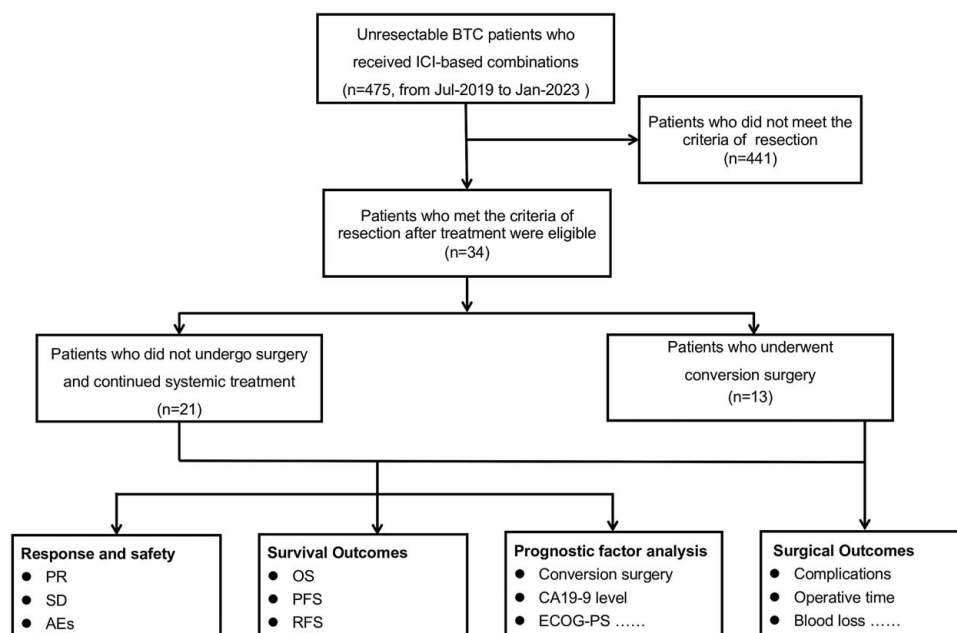 Unresectable BTC patients who
received ICI-based combinations
(n=475, from Jul-2019 to Jan-2023 )
Patients who did not meet the
criteria of resection
(n=441)
Patients who met the criteria of
resection after treatment were eligible
(n=34)
Patients who did not undergo surgery
and continued systemic treatment
(n=21)
Patients who underwent
conversion surgery
(n=13)
Response and safety
● PR
● SD
● AEs
Survival Outcomes
● OS
● PFS
● RFS
Prognostic factor analysis
● Conversion surgery
● CA19-9 level
● ECOG-PS ……
Surgical Outcomes
● Complications
● Operative time
● Blood loss ……